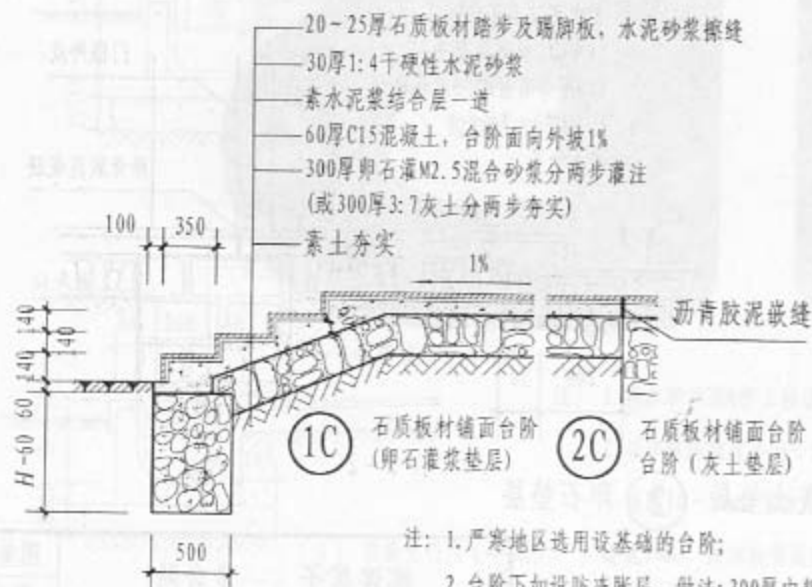 20~25厚石质板材踏步及踢脚板，水泥砂浆擦缝
30厚1:4干硬性水泥砂浆
素水泥浆结合层一道
60厚C15混凝土，台阶面向外坡1%
300厚卵石灌M2.5混合砂浆分两步灌注
(或300厚3:7灰土分两步夯实)
素土夯实
100 350
1%
140
140
140
60
H-60
沥青胶泥嵌缝
1C 石质板材铺面台阶
(卵石灌浆垫层)
2C 石质板材铺面台阶
台阶(灰土垫层)
500
注: 1.严寒地区选用设基础的台阶;